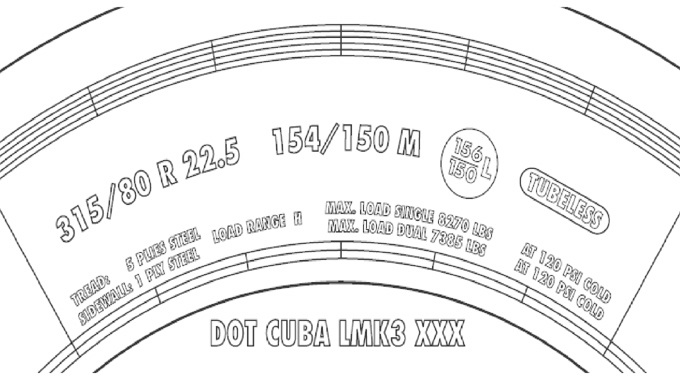 315/80 R 22.5
154/150 M
156
150 L
TUBELESS
TREAD: 5 PLIES STEEL
SIDEWALL: 1 PLY STEEL
LOAD RANGE H
MAX. LOAD SINGLE 8270 LBS
MAX. LOAD DUAL 7385 LBS
AT 120 PSI COLD
AT 120 PSI COLD
DOT CUBA LMK3 XXX